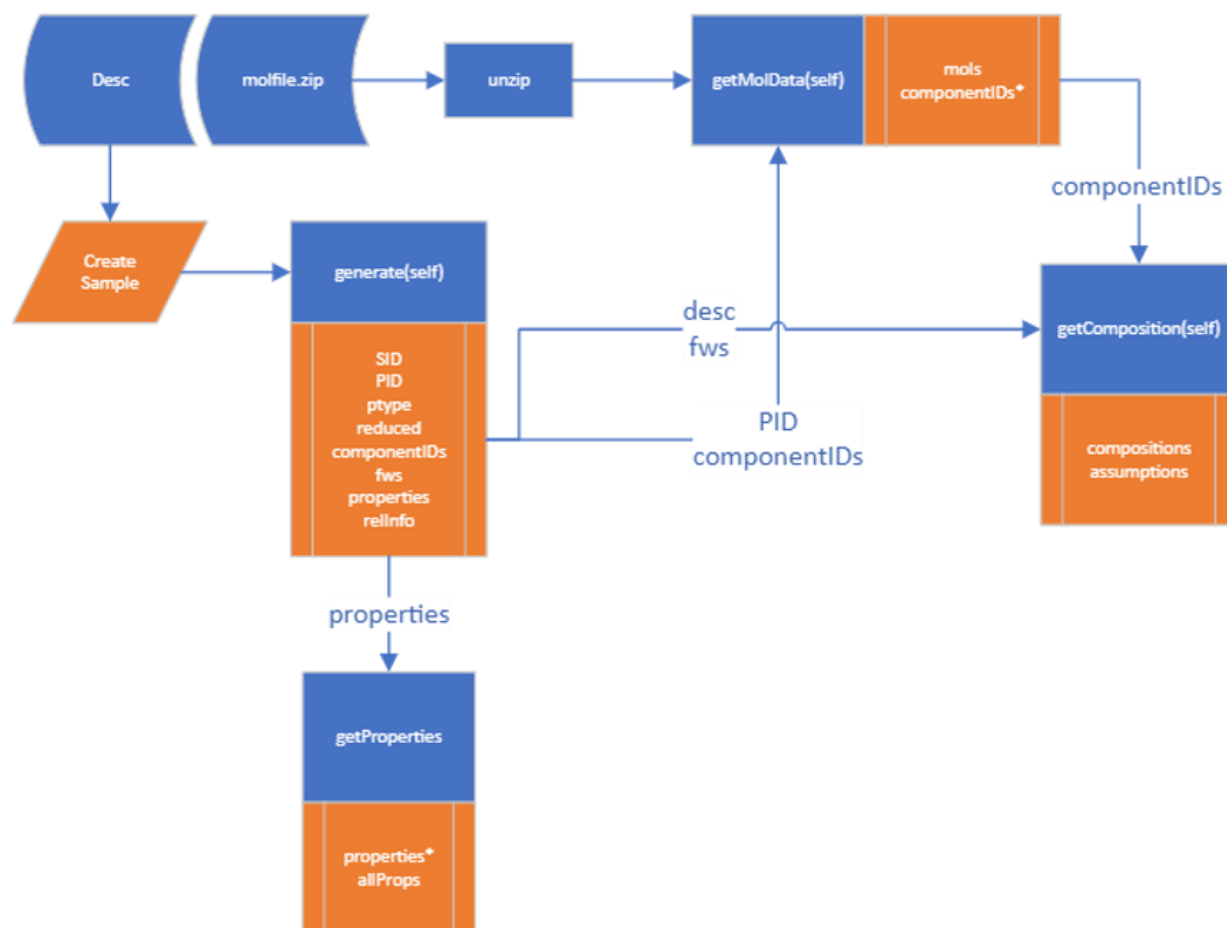 Desc
molfile.zip
unzip
getMolData(self)
mols
componentIDs*
componentIDs
Create
Sample
generate(self)
SID
PID
ptype
reduced
componentIDs
fws
properties
relInfo
desc
fws
PID
componentIDs
getComposition(self)
compositions
assumptions
properties
getProperties
properties*
allProps